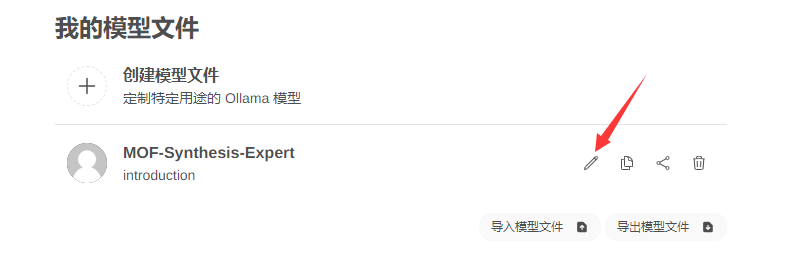 我的模型文件
创建模型文件
定制特定用途的 Ollama 模型
MOF-Synthesis-Expert
introduction
导入模型文件 导出模型文件